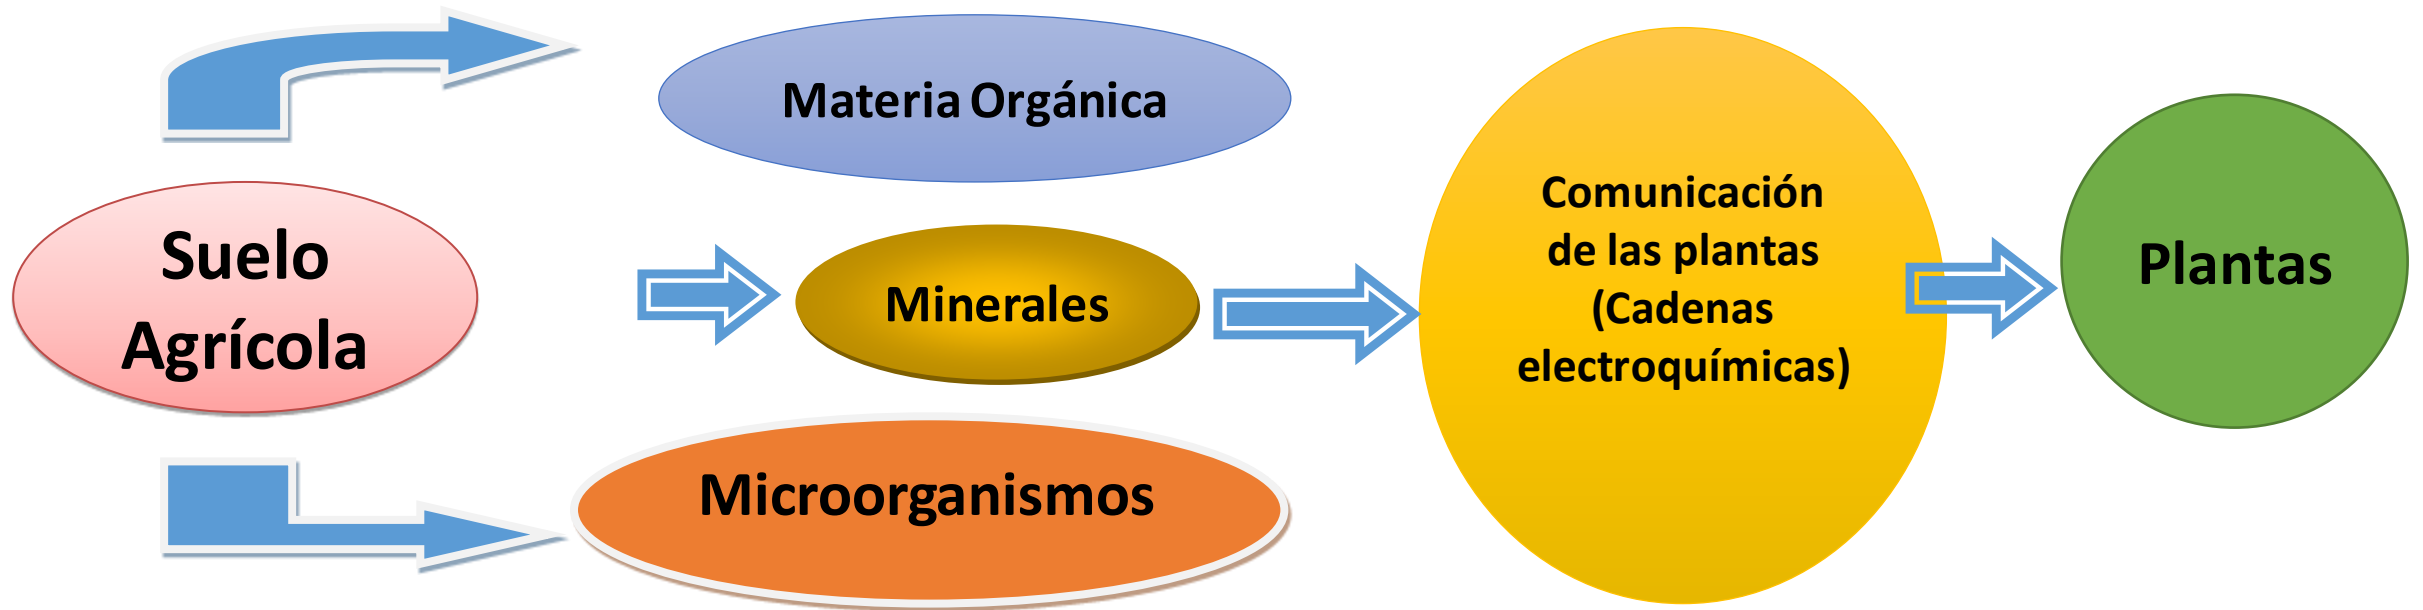 Materia Orgánica
Suelo
Agrícola
Minerales
Microorganismos
Comunicación
de las plantas
(Cadenas
electroquímicas)
Plantas